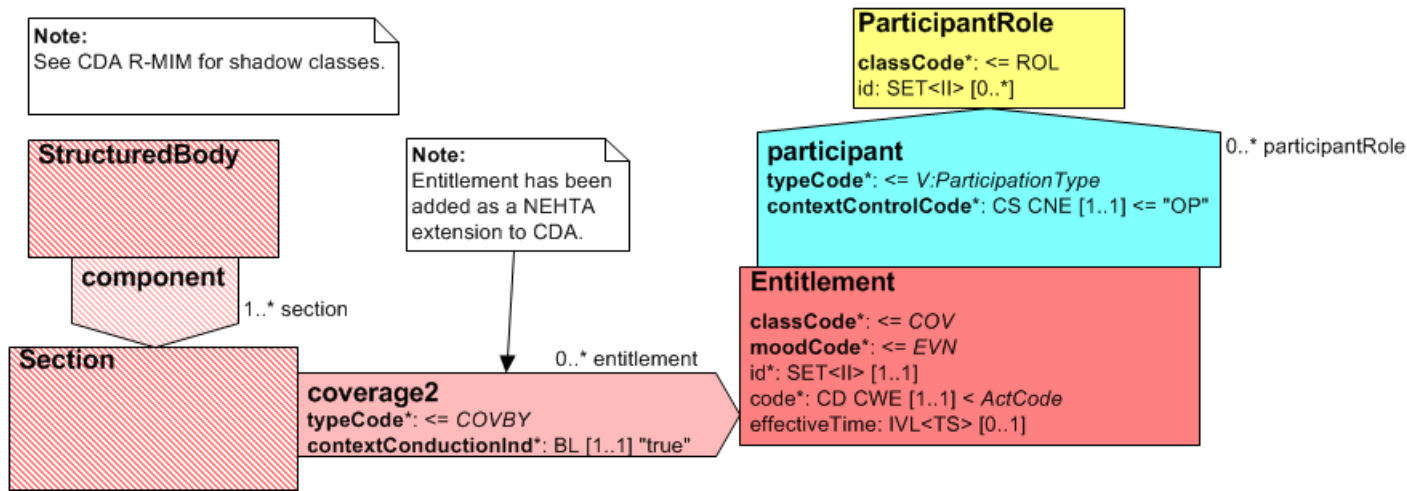 Note:
See CDA R-MIM for shadow classes.
ParticipantRole
classCode*: <= ROL
id: SET<II> [0..*]
StructuredBody
Note:
Entitlement has been
added as a NEHTA
extension to CDA.
participant
typeCode*: <= V:ParticipationType
contextControlCode*: CS CNE [1..1] <= "OP"
0..* participantRole
component
1..* section
Entitlement
classCode*: <= COV
moodCode*: <= EVN
id*: SET<II> [1..1]
code*: CD CWE [1..1] < ActCode
effectiveTime: IVL<TS> [0..1]
Section
0..* entitlement
coverage2
typeCode*: <= COVBY
contextConductionInd*: BL [1..1] "true"